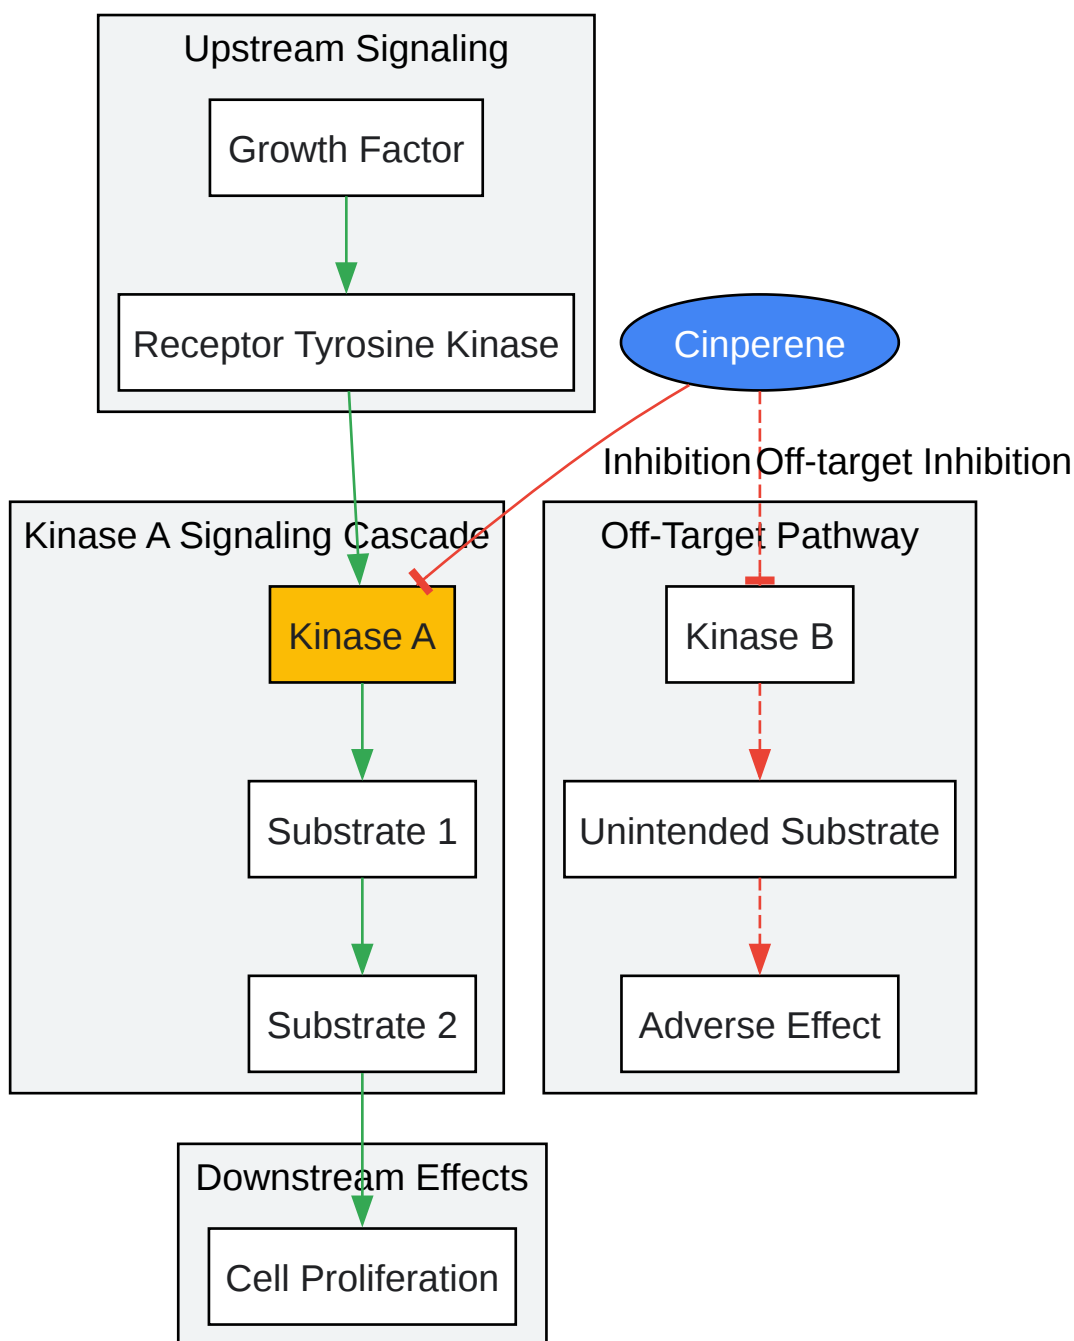 Upstream Signaling
Growth Factor
Receptor Tyrosine Kinase
Cinperene
Inhibition
Off-target Inhibition
Kinase A Signaling Cascade
Kinase A
Substrate 1
Substrate 2
Off-Target Pathway
Kinase B
Unintended Substrate
Adverse Effect
Downstream Effects
Cell Proliferation